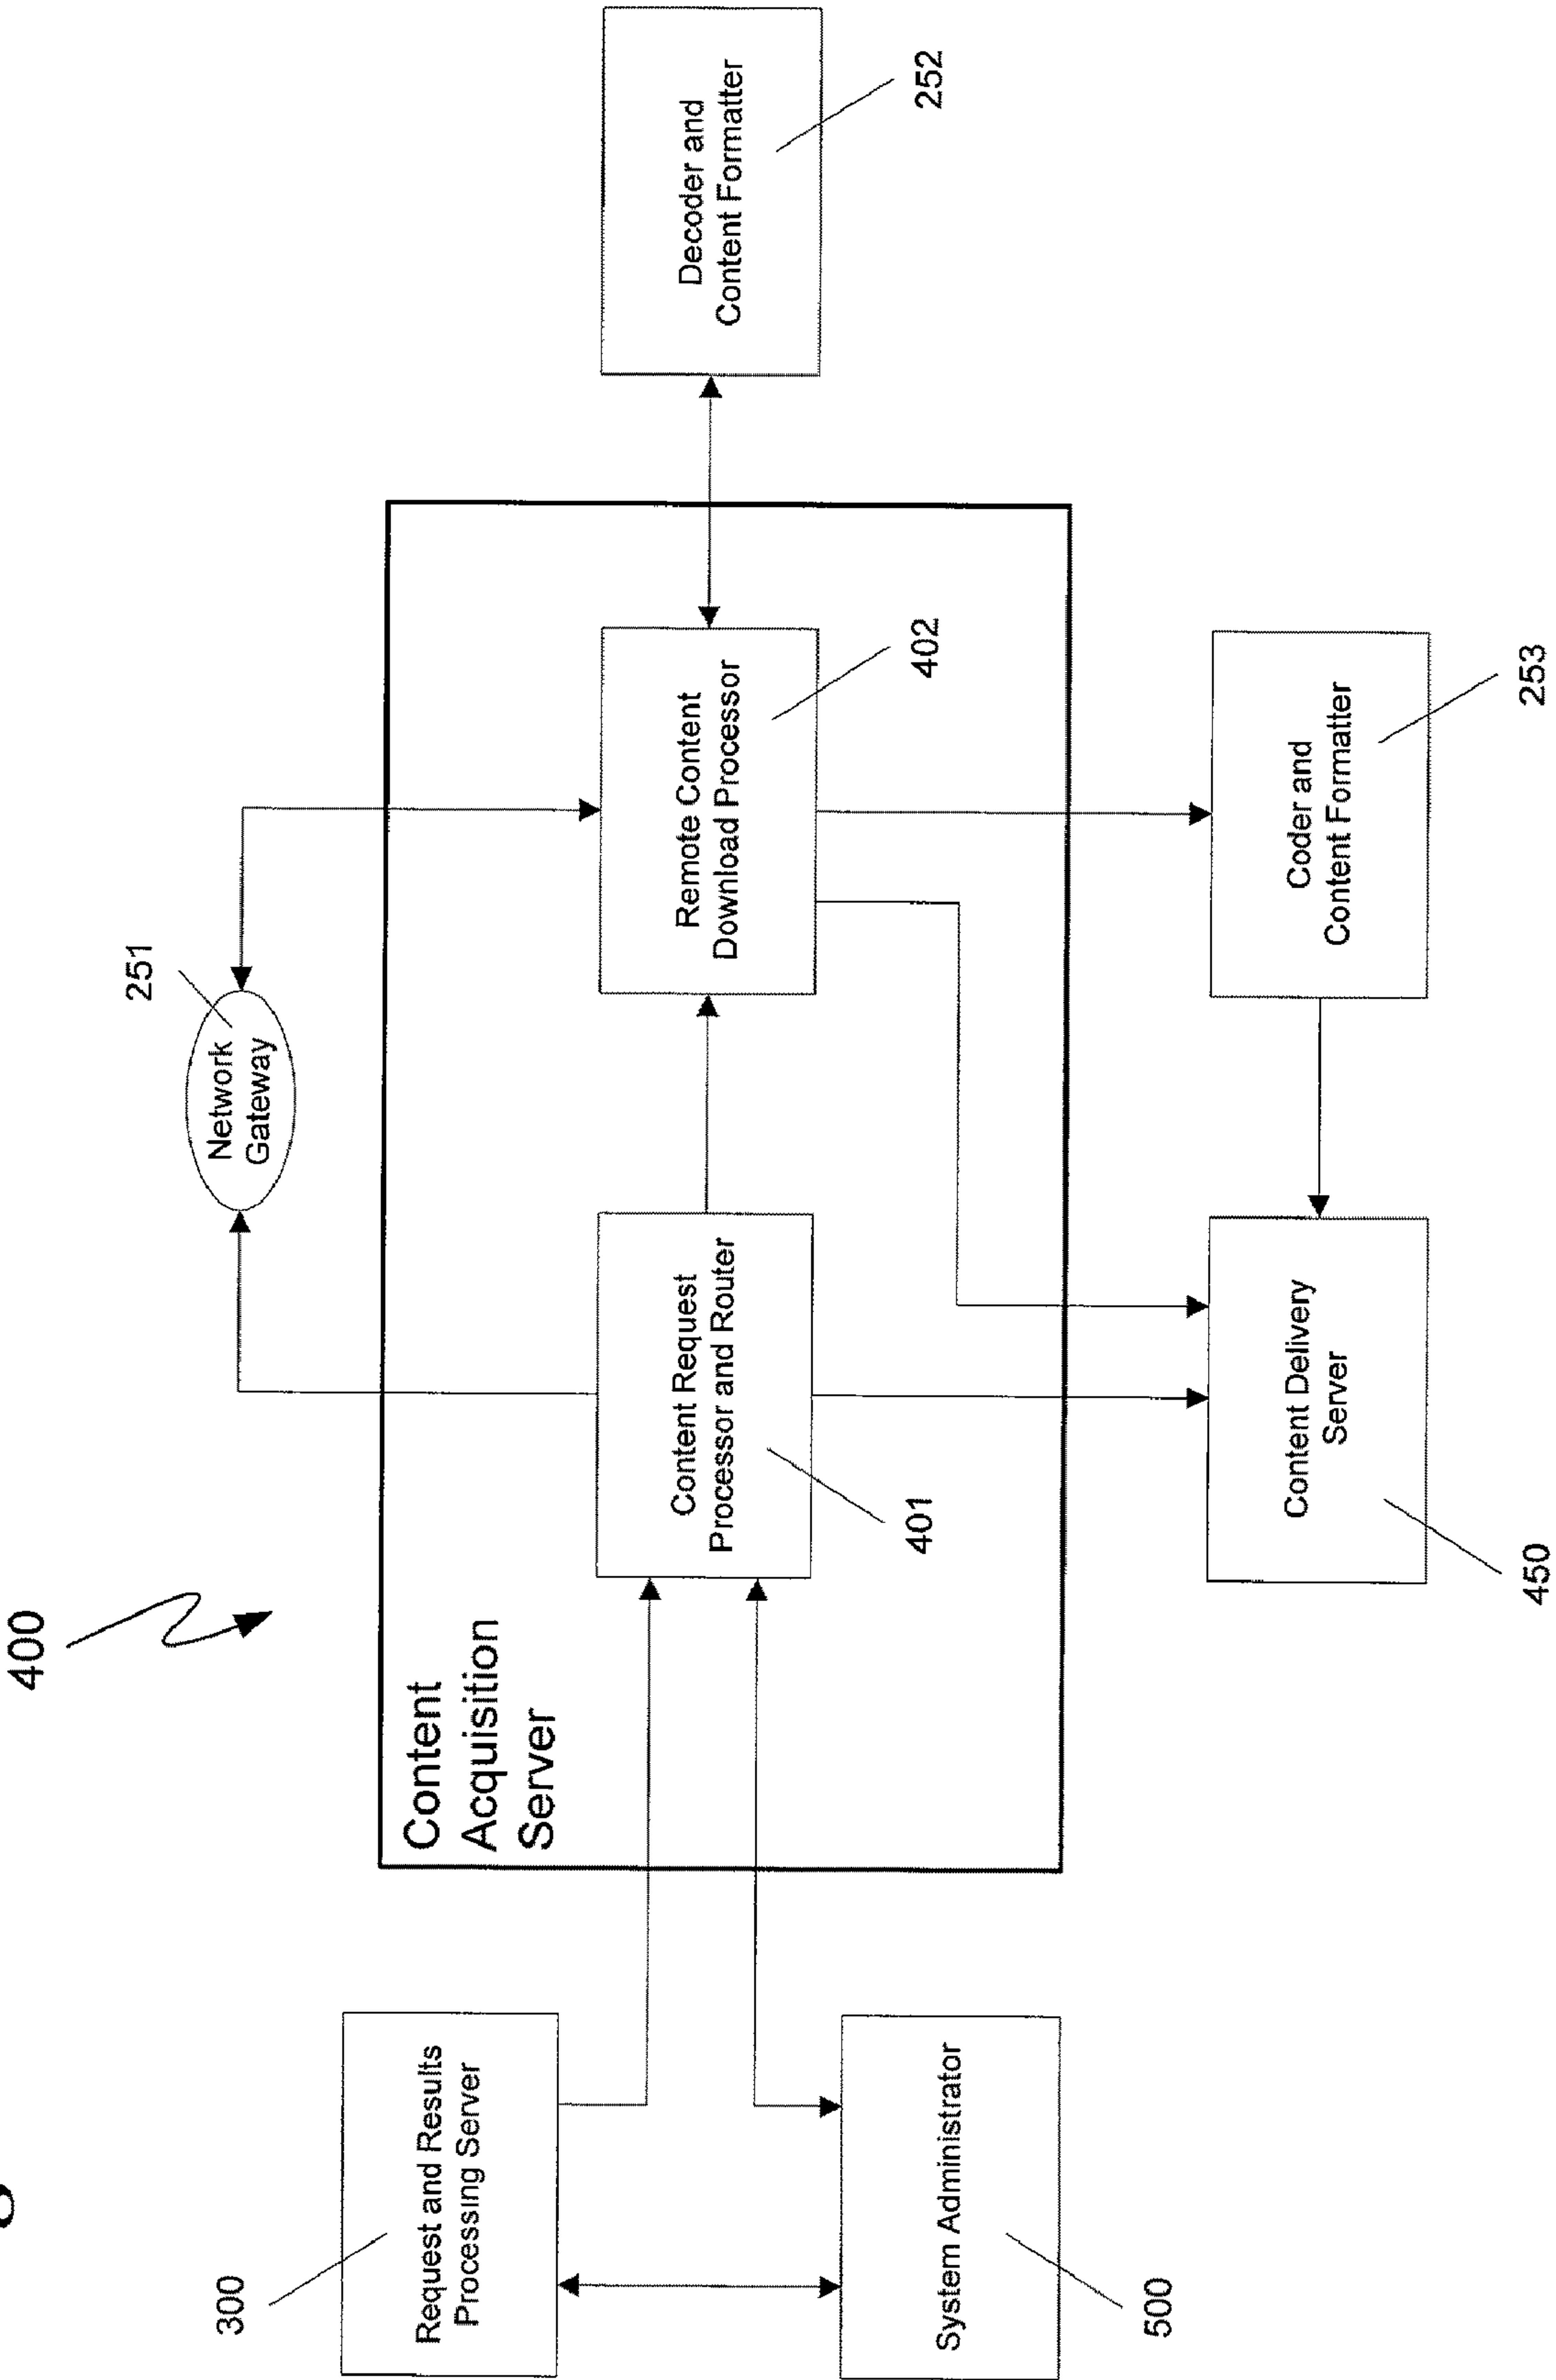 400
251
Network
Gateway
300
Request and Results
Processing Server
Content
Acquisition
Server
Content Request
Processor and Router
401
Remote Content
Download Processor
402
Decoder and
Content Formatter
252
System Administrator
500
Content Delivery
Server
450
Coder and
Content Formatter
253